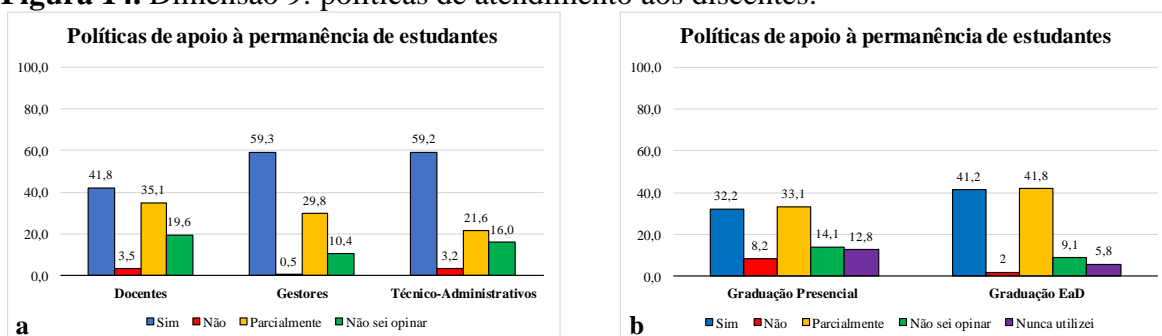 Figura 14. Dimensão 9: políticas de atendimento aos discentes.
Políticas de apoio à permanência de estudantes
100,0
80,0
60,0
40,0
20,0
0,0
41,8
3,5
35,1
19,6
59,3
0,5
29,8
10,4
59,2
3,2
21,6
16,0
Docentes
Gestores
Técnico-Administrativos
Sim Não Parcialmente Não sei opinar
a
Políticas de apoio à permanência de estudantes
100,0
80,0
60,0
40,0
20,0
0,0
32,2
8,2
33,1
14,1
12,8
41,2
2
41,8
9,1
5,8
Graduação Presencial
Graduação EaD
Sim Não Parcialmente Não sei opinar Nunca utilizei
b